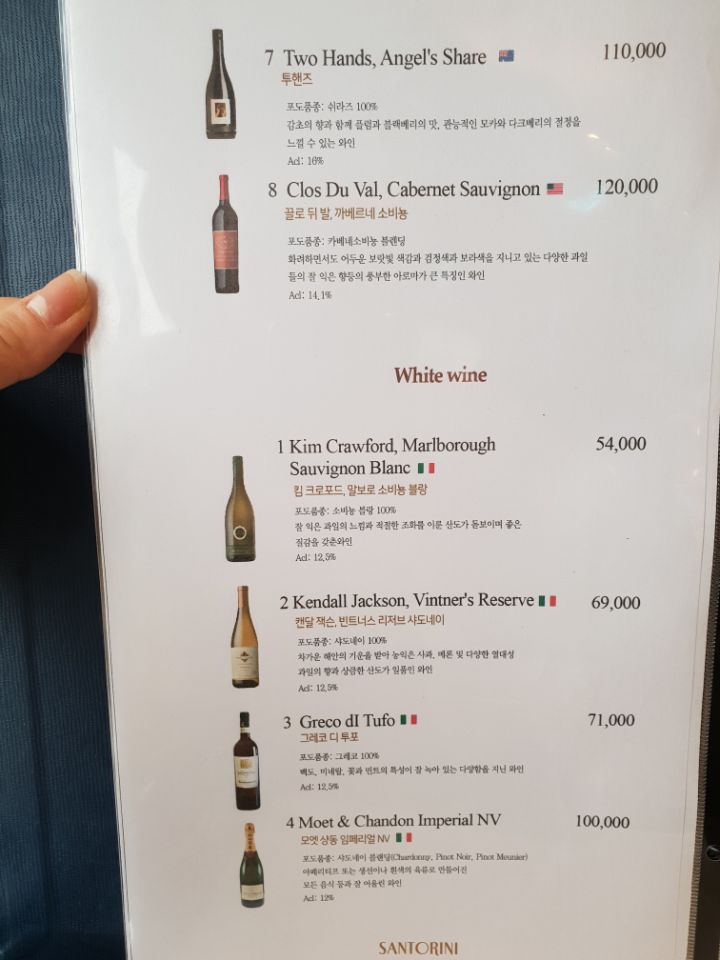 7 Two Hands, Angel's Share 110,000
투핸즈
포도품종: 쉬라즈 100%
감초의 향과 함께 플럼과 블랙베리의 맛, 관능적인 모카와 다크베리의 절정을
느낄 수 있는 와인
Acl: 16%
8 Clos Du Val, Cabernet Sauvignon 120,000
끌로 뒤 발, 까베르네 소비뇽
포도품종: 카베네소비뇽 블렌딩
화려하면서도 어두운 보랏빛 색감과 검청색과 보라색을 지니고 있는 다양한 과일
들의 잘 익은 향등의 풍부한 아로마가 큰 특징인 와인
Acl: 14.1%
White wine
1 Kim Crawford, Marlborough 54,000
Sauvignon Blanc
킴 크로포드, 말보로 소비뇽 블랑
포도품종: 소비뇽 블랑 100%
잘 익은 과일의 느낌과 적절한 조화를 이룬 산도가 돋보이며 좋은
질감을 갖춘와인
Acl: 12.5%
2 Kendall Jackson, Vintner's Reserve 69,000
캔달 잭슨, 빈트너스 리저브 샤도네이
포도품종: 샤도네이 100%
차가운 해안의 기운을 받아 농익은 사과, 메론 및 다양한 열대성
과일의 향과 상큼한 산도가 일품인 와인
Acl: 12.5%
3 Greco dI Tufo 71,000
그레코 디 투포
포도품종: 그레코 100%
백도, 미네랄, 꽃과 민트의 특성이 잘 녹아 있는 다양함을 지닌 와인
Acl: 12.5%
4 Moet & Chandon Imperial NV 100,000
모엣 샹동 임페리얼 NV
포도품종: 샤도네이 블렌딩(Chardonny, Pinot Noir, Pinot Meunier)
아페리티프 또는 생선이나 흰색의 육류로 만들어진
모든 음식 등과 잘 어울린 와인
Acl: 12%
SANTORINI